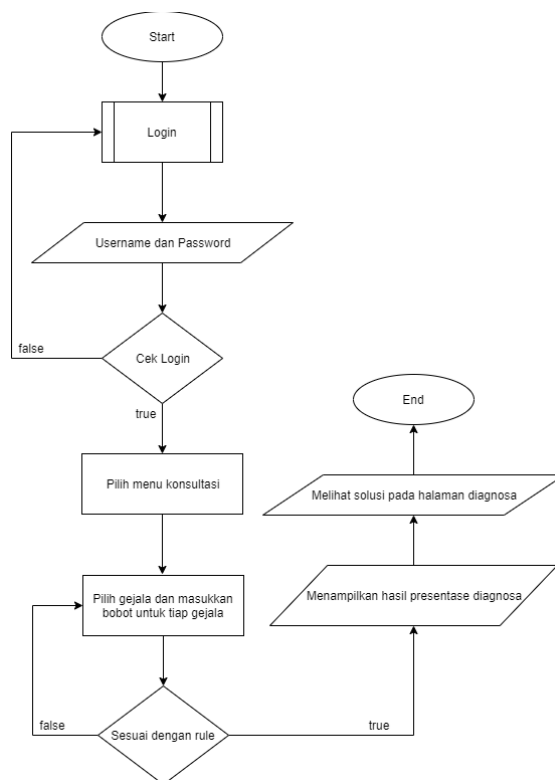 Start
Login
Username dan Password
false
Cek Login
true
Pilih menu konsultasi
Pilih gejala dan masukkan
bobot untuk tiap gejala
false
Sesuai dengan rule
true
Menampilkan hasil presentase diagnosa
Melihat solusi pada halaman diagnosa
End